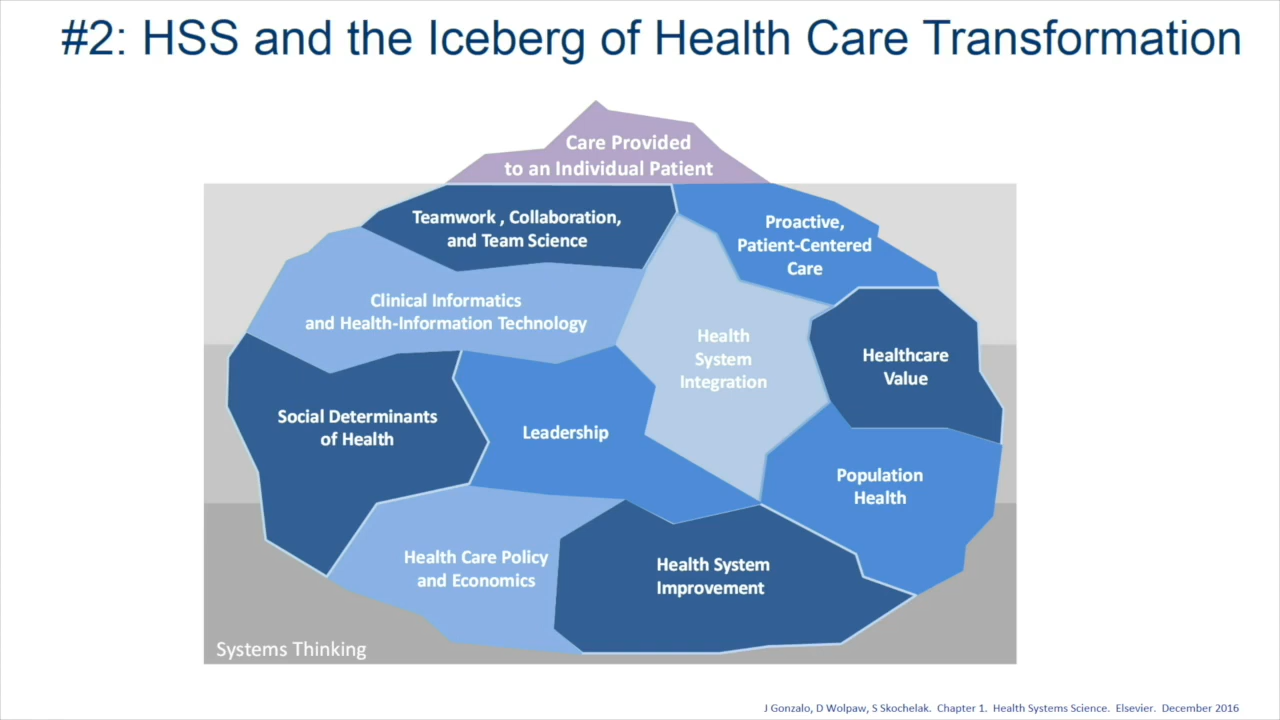 #2: HSS and the Iceberg of Health Care Transformation
Care Provided
to an Individual Patient
Teamwork , Collaboration,
and Team Science
Proactive,
Patient-Centered
Care
Clinical Informatics
and Health-Information Technology
Health
System
Integration
Healthcare
Value
Social Determinants
of Health
Leadership
Population
Health
Health Care Policy
and Economics
Health System
Improvement
Systems Thinking
J Gonzalo, D Wolpaw, S Skochelak. Chapter 1. Health Systems Science. Elsevier. December 2016